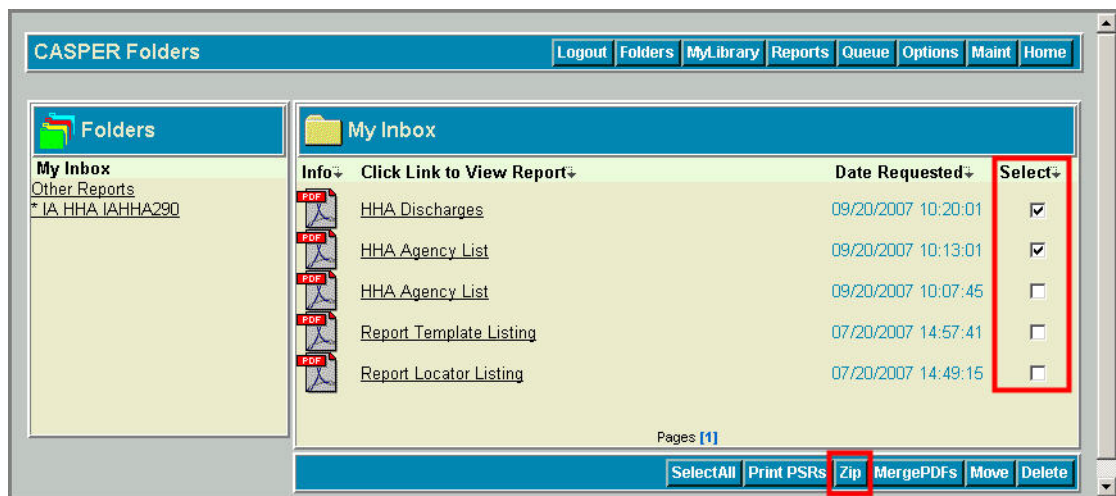 CASPER Folders
Logout Folders MyLibrary Reports Queue Options Maint Home
Folders
My Inbox
Other Reports
* IA HHA IAHHA290
My Inbox
Info Click Link to View Report Date Requested Select
PDF HHA Discharges 09/20/2007 10:20:01
PDF HHA Agency List 09/20/2007 10:13:01
PDF HHA Agency List 09/20/2007 10:07:45
PDF Report Template Listing 07/20/2007 14:57:41
PDF Report Locator Listing 07/20/2007 14:49:15
Pages [1]
SelectAll Print PSRs Zip MergePDFs Move Delete